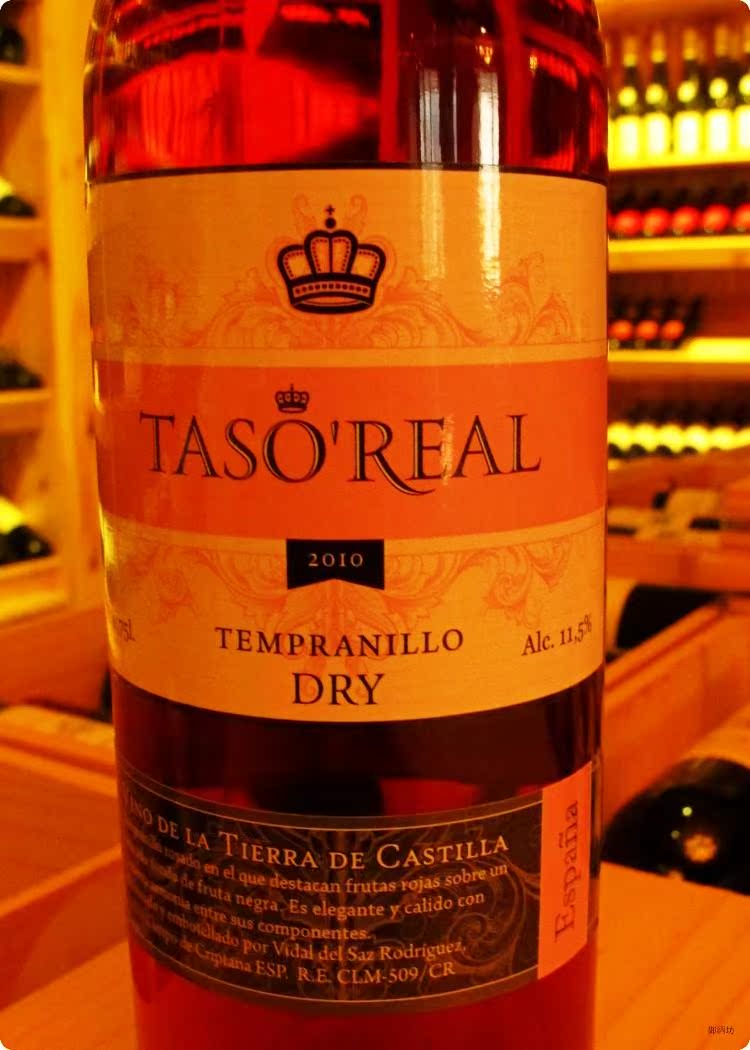 TASO'REAL
2010
TEMPRANILLO
Alc. 11,5%
DRY
VINO DE LA TIERRA DE CASTILLA
rosado en el que destacan frutas rojas sobre un
de fruta negra. Es elegante y calido con
entre sus componentes.
embotellado por Vidal del Saz Rodríguez,
de Criptana ESP. R.E. CLM-509/CR
España